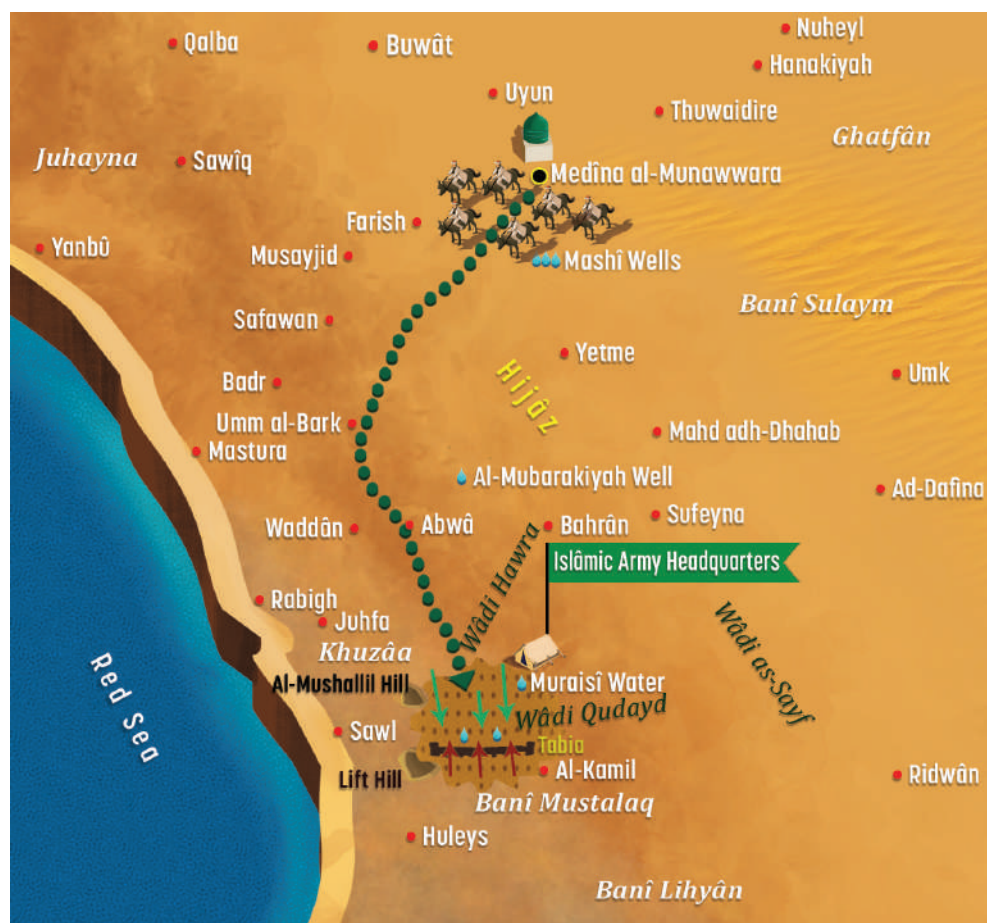 Nuheyl
Qalba
Buwât
Hanakiyah
Uyun
Thuwaidire
Ghatfân
Juhayna
Sawîq
Medîna al-Munawwara
Farish
Yanbû
Musayjid
Mashî Wells
Banî Sulaym
Safawan
Yetme
Hijâz
Umk
Badr
Umm al-Bark
Mahd adh-Dhahab
Mastura
Al-Mubarakiyah Well
Ad-Dafina
Sufeyna
Waddân
Abwâ
Bahrân
Wâdi Hawra
Islâmic Army Headquarters
Rabigh
Juhfa
Khuzâa
Wâdi as-Sayf
Red Sea
Al-Mushallil Hill
Muraisî Water
Wâdi Qudayd
Sawl
Tabia
Lift Hill
Al-Kamil
Ridwân
Banî Mustalaq
Huleys
Banî Lihyân